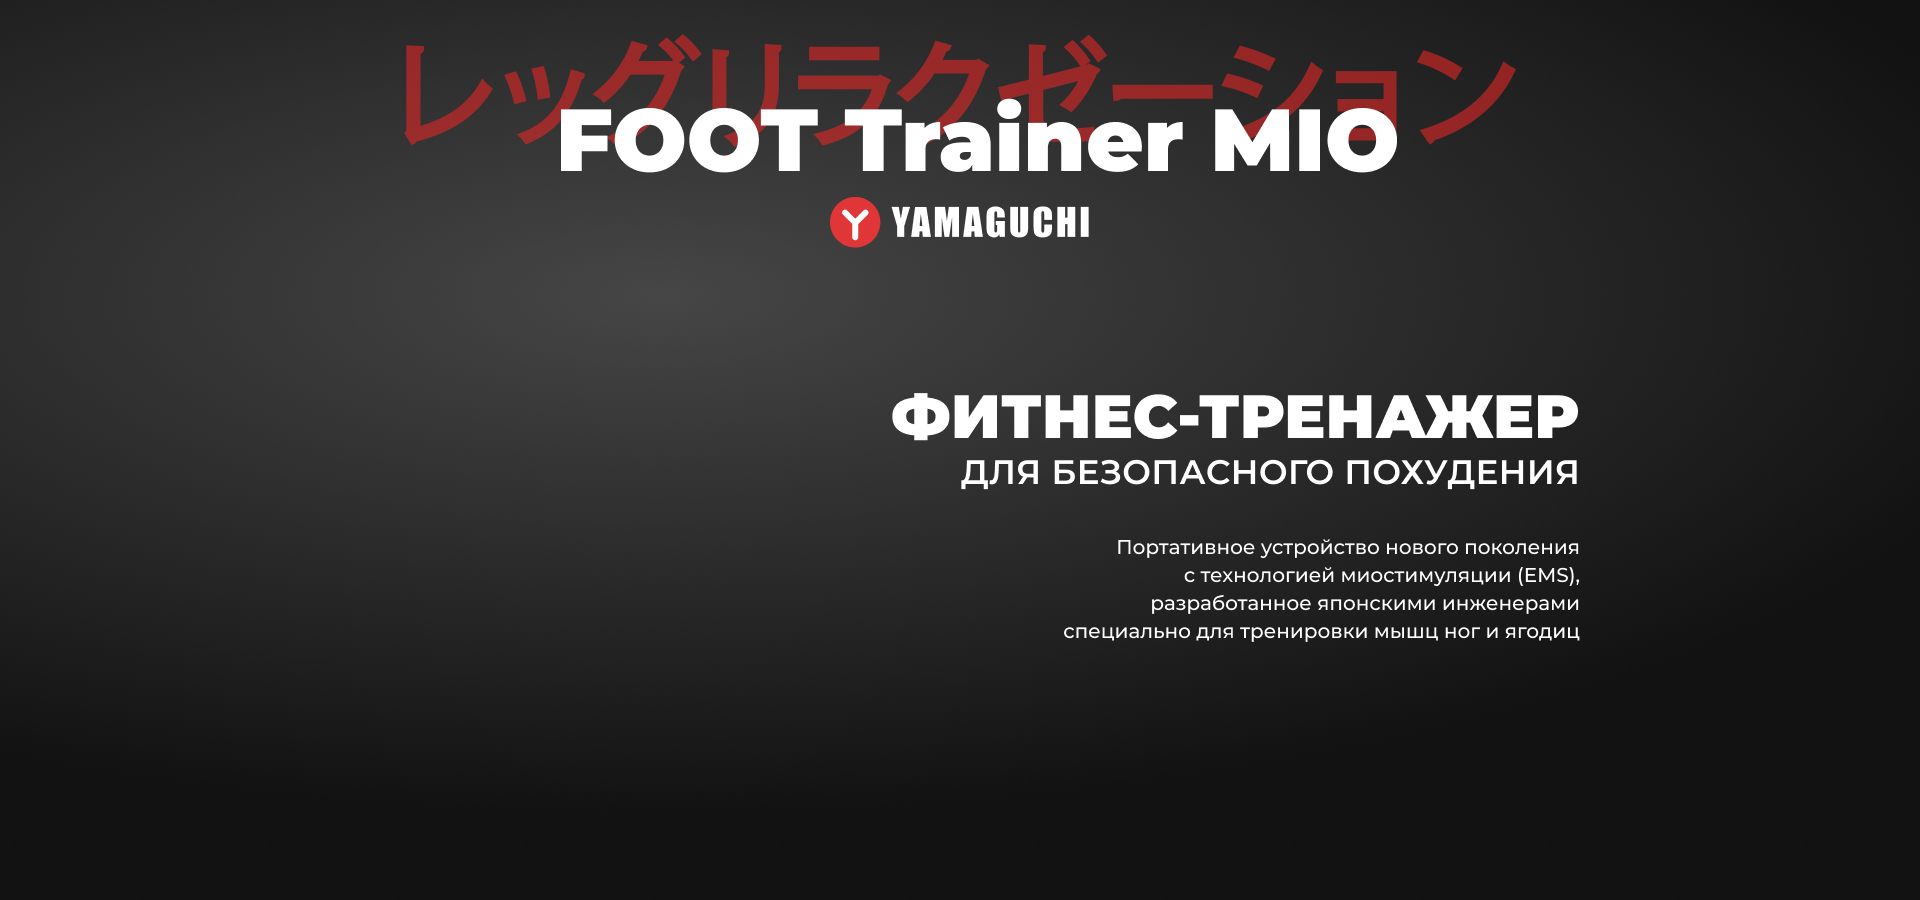 レッグリラクゼーション
FOOT Trainer MIO
YAMAGUCHI
ФИТНЕС-ТРЕНАЖЕР
ДЛЯ БЕЗОПАСНОГО ПОХУДЕНИЯ
Портативное устройство нового поколения
с технологией миостимуляции (EMS),
разработанное японскими инженерами
специально для тренировки мышц ног и ягодиц